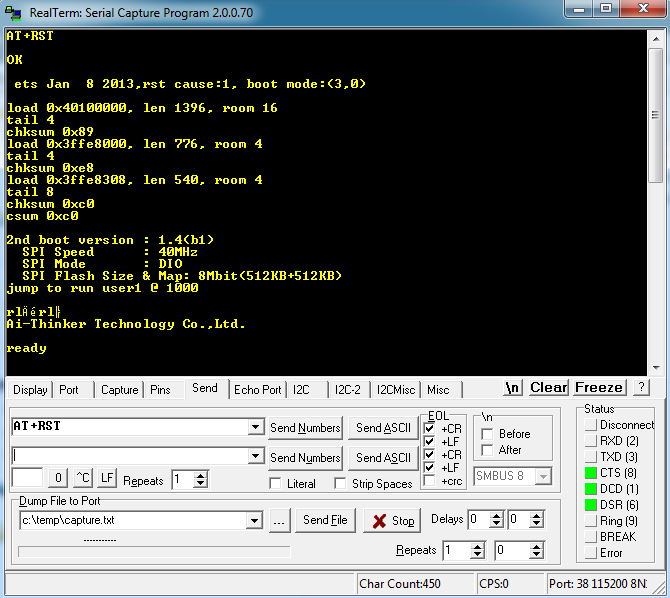 RealTerm: Serial Capture Program 2.0.0.70
AT+RST
OK
ets Jan  8 2013,rst cause:1, boot mode:(3,0)
load 0x40100000, len 1396, room 16
tail 4
chksum 0x89
load 0x3ffe8000, len 776, room 4
tail 4
chksum 0xe8
load 0x3ffe8308, len 540, room 4
tail 8
chksum 0xc0
csum 0xc0
2nd boot version : 1.4(b1)
SPI Speed      : 40MHz
SPI Mode       : DIO
SPI Flash Size & Map: 8Mbit(512KB+512KB)
jump to run user1 @ 1000
Ai-Thinker Technology Co.,Ltd.
ready
Display Port Capture Pins Send Echo Port I2C I2C-2 I2CMisc Misc \n Clear Freeze ?
AT+RST Send Numbers Send ASCII
Send Numbers Send ASCII
0 ^C LF Repeats 1 Literal Strip Spaces
EOL
+CR
+LF
+CR
+LF
+crc
\n
Before
After
SMBUS 8
Dump File to Port
c:\temp\capture.txt ... Send File Stop Delays 0 0
Repeats 1 0
Status
Disconnect
RXD (2)
TXD (3)
CTS (8)
DCD (1)
DSR (6)
Ring (9)
BREAK
Error
Char Count:450 CPS:0 Port: 38 115200 8N